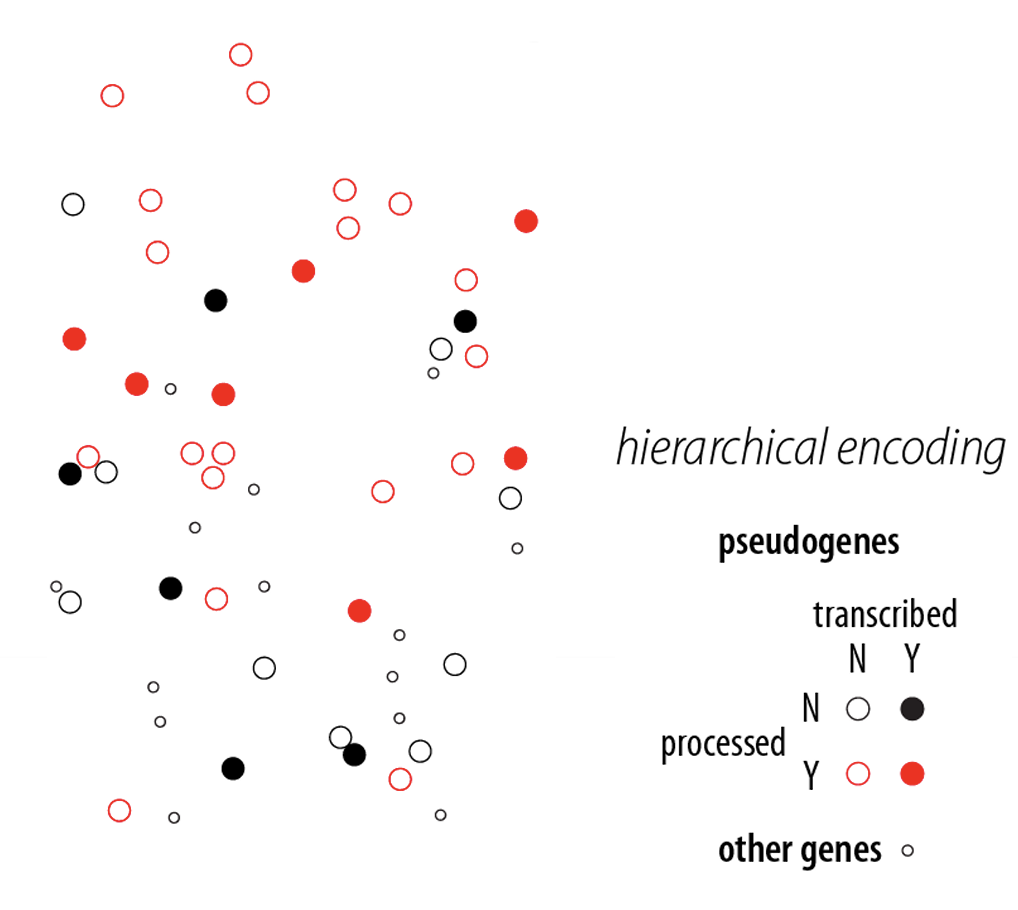 hierarchical encoding
pseudogenes
transcribed
N Y
N
processed
Y
other genes